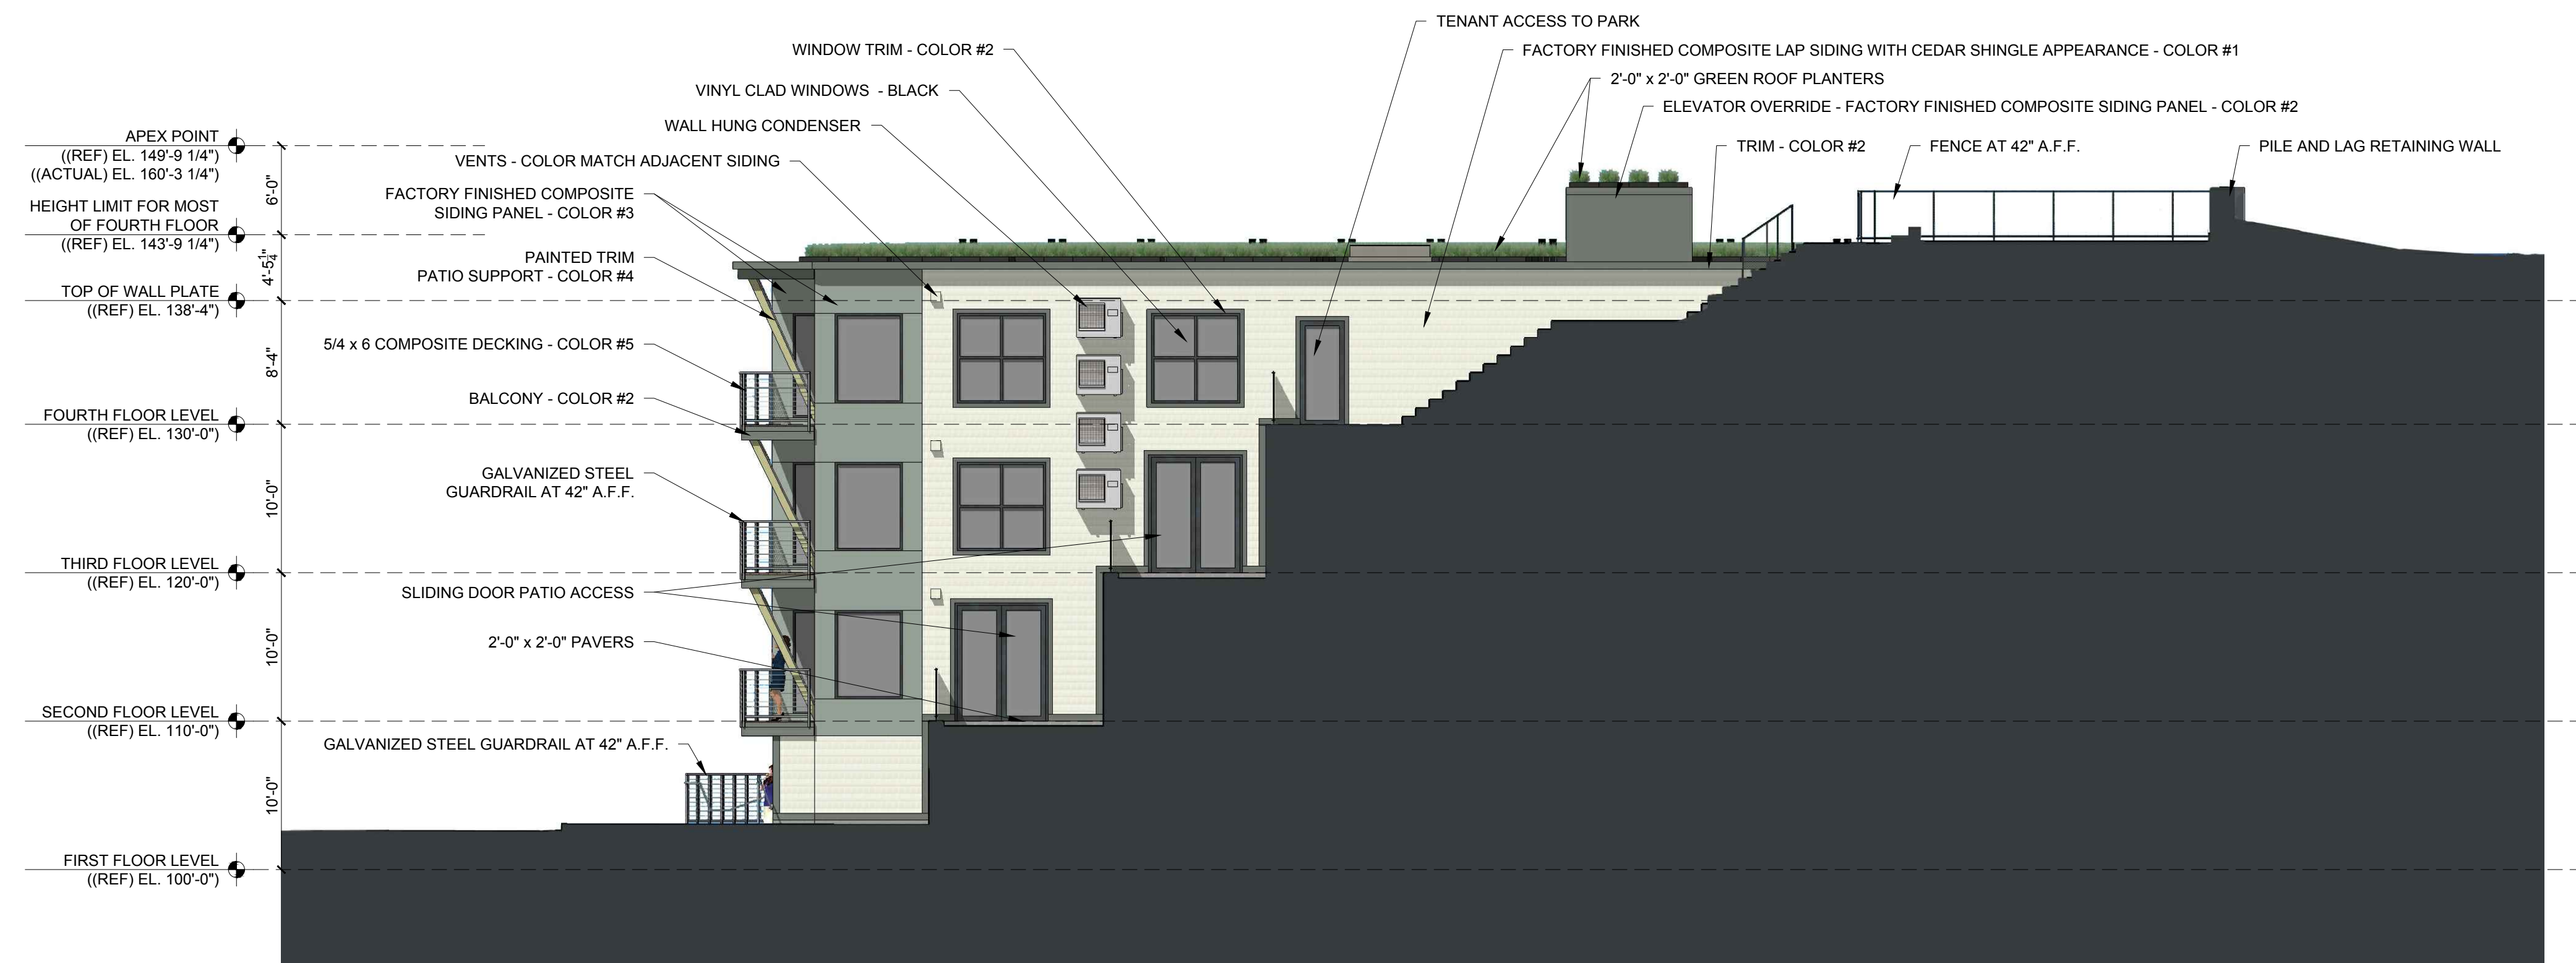 TENANT ACCESS TO PARK
WINDOW TRIM - COLOR #2
FACTORY FINISHED COMPOSITE LAP SIDING WITH CEDAR SHINGLE APPEARANCE - COLOR #1
VINYL CLAD WINDOWS - BLACK
2'-0" x 2'-0" GREEN ROOF PLANTERS
ELEVATOR OVERRIDE - FACTORY FINISHED COMPOSITE SIDING PANEL - COLOR #2
WALL HUNG CONDENSER
TRIM - COLOR #2
FENCE AT 42" A.F.F.
PILE AND LAG RETAINING WALL
VENTS - COLOR MATCH ADJACENT SIDING
FACTORY FINISHED COMPOSITE
SIDING PANEL - COLOR #3
PAINTED TRIM
PATIO SUPPORT - COLOR #4
5/4 x 6 COMPOSITE DECKING - COLOR #5
BALCONY - COLOR #2
GALVANIZED STEEL
GUARDRAIL AT 42" A.F.F.
SLIDING DOOR PATIO ACCESS
2'-0" x 2'-0" PAVERS
GALVANIZED STEEL GUARDRAIL AT 42" A.F.F.
APEX POINT
((REF) EL. 149'-9 1/4")
((ACTUAL) EL. 160'-3 1/4")
6'-0"
HEIGHT LIMIT FOR MOST
OF FOURTH FLOOR
((REF) EL. 143'-9 1/4")
4'-5 1/4"
TOP OF WALL PLATE
((REF) EL. 138'-4")
8'-4"
FOURTH FLOOR LEVEL
((REF) EL. 130'-0")
10'-0"
THIRD FLOOR LEVEL
((REF) EL. 120'-0")
10'-0"
SECOND FLOOR LEVEL
((REF) EL. 110'-0")
10'-0"
FIRST FLOOR LEVEL
((REF) EL. 100'-0")